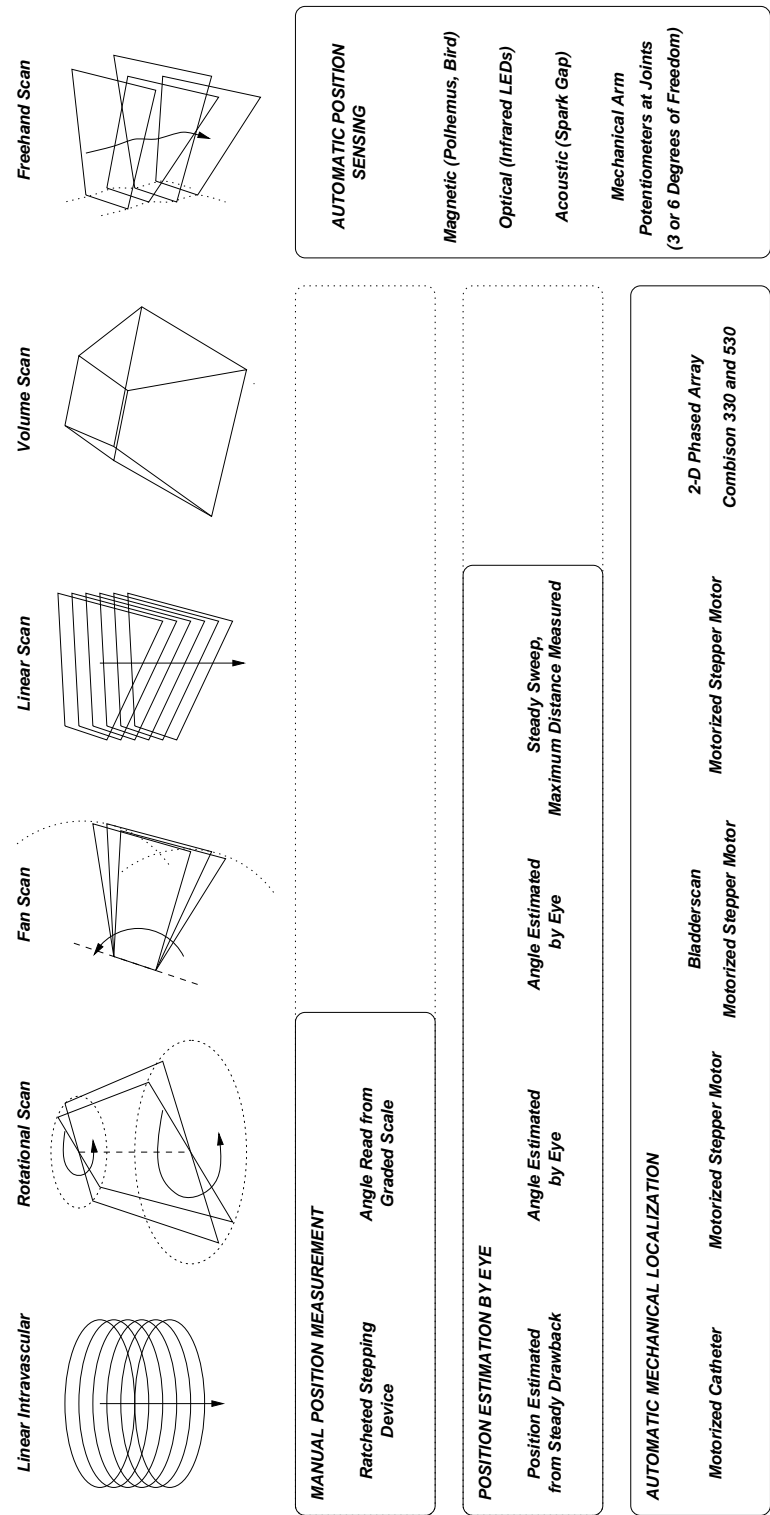 Linear Intravascular
Rotational Scan
Fan Scan
Linear Scan
Volume Scan
Freehand Scan
MANUAL POSITION MEASUREMENT
Ratcheted Stepping
Device
Angle Read from
Graded Scale
POSITION ESTIMATION BY EYE
Position Estimated
from Steady Drawback
Angle Estimated
by Eye
Angle Estimated
by Eye
Steady Sweep,
Maximum Distance Measured
AUTOMATIC MECHANICAL LOCALIZATION
Motorized Catheter
Motorized Stepper Motor
Bladderscan
Motorized Stepper Motor
Motorized Stepper Motor
2-D Phased Array
Combison 330 and 530
AUTOMATIC POSITION
SENSING
Magnetic (Polhemus, Bird)
Optical (Infrared LEDs)
Acoustic (Spark Gap)
Mechanical Arm
Potentiometers at Joints
(3 or 6 Degrees of Freedom)